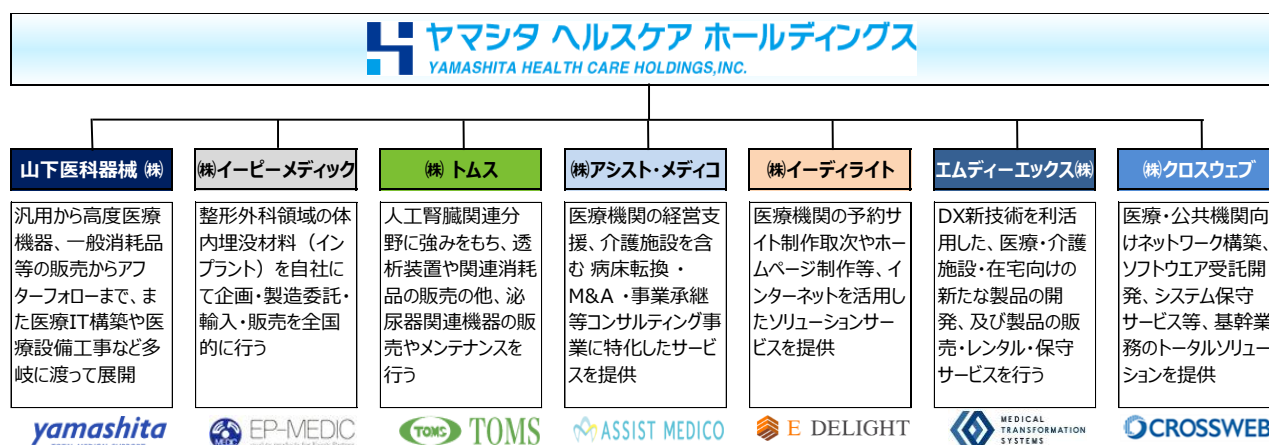 ヤマシタ ヘルスケア ホールディングス
YAMASHITA HEALTH CARE HOLDINGS,INC.
山下医科器械 ㈱
汎用から高度医療
機器、一般消耗品
等の販売からアフ
ターフォローまで、ま
た医療IT構築や医
療設備工事など多
岐に渡って展開
yamashita
㈱イーピーメディック
整形外科領域の体
内埋没材料（イン
プラント）を自社に
て企画・製造委託・
輸入・販売を全国
的に行う
EP-MEDIC
㈱ トムス
人工腎臓関連分
野に強みをもち、透
析装置や関連消耗
品の販売の他、泌
尿器関連機器の販
売やメンテナンスを
行う
TOMS TOMS
㈱アシスト・メディコ
医療機関の経営支
援、介護施設を含
む 病床転換 ・
M&A ・事業承継
等コンサルティング事
業に特化したサービ
スを提供
ASSIST MEDICO
㈱イーディライト
医療機関の予約サ
イト制作取次やホー
ムページ制作等、イ
ンターネットを活用し
たソリューションサー
ビスを提供
E DELIGHT
エムディーエックス㈱
DX新技術を利活
用した、医療・介護
施設・在宅向けの
新たな製品の開
発、及び製品の販
売・レンタル・保守
サービスを行う
MEDICAL
TRANSFORMATION
SYSTEMS
㈱クロスウェブ
医療・公共機関向
けネットワーク構築、
ソフトウエア受託開
発、システム保守
サービス等、基幹業
務のトータルソリュー
ションを提供
CROSSWEB